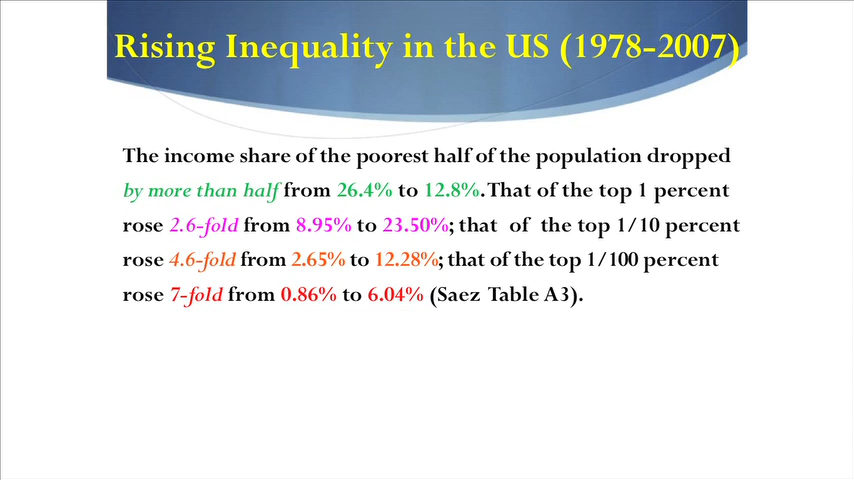 Rising Inequality in the US (1978-2007)
The income share of the poorest half of the population dropped
by more than half from 26.4% to 12.8%. That of the top 1 percent
rose 2.6-fold from 8.95% to 23.50%; that of the top 1/10 percent
rose 4.6-fold from 2.65% to 12.28%; that of the top 1/100 percent
rose 7-fold from 0.86% to 6.04% (Saez Table A3).